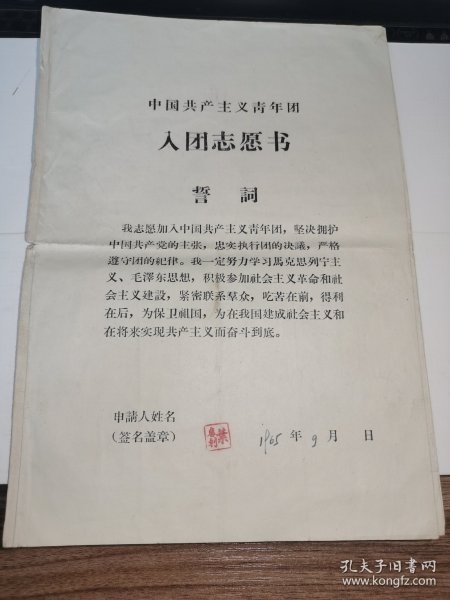 中国共产主义青年团
入团志愿书
誓詞
我志愿加入中国共产主义青年团，坚决拥护
中国共产党的主张，忠实执行团的决議，严格
遵守团的紀律。我一定努力学习馬克思列宁主
义、毛澤东思想，积极参加社会主义革命和社
会主义建設，紧密联系羣众，吃苦在前，得利
在后，为保卫祖国，为在我国建成社会主义和
在将来实现共产主义而奋斗到底。
申請人姓名
(签名盖章)
1965 年 9 月 日
孔夫子旧书网
www.kongfz.com